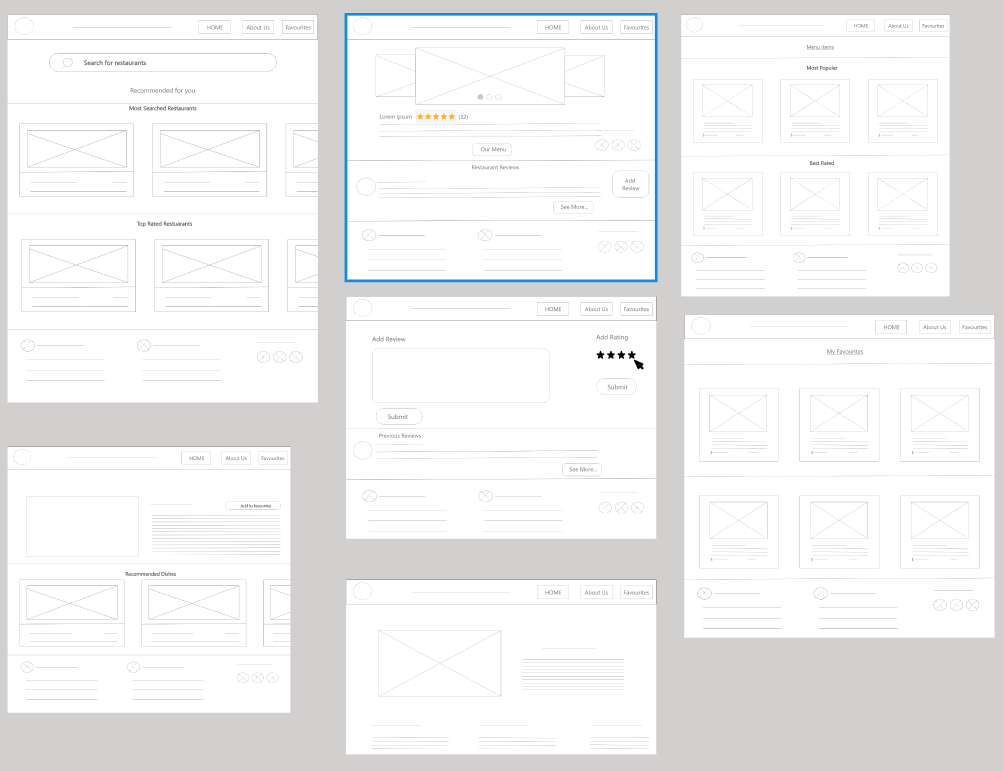 HOME About Us Favourites
Search for restaurants
Recommended for you
Most Searched Restaurants
Top Rated Restuarants
HOME About Us Favourites
Lorem Ipsum (32)
Our Menu
Restaurant Reviews
Add
Review
See More..
HOME About Us Favourites
Menu items
Most Popular
$ $ $
Best Rated
$ $ $
HOME About Us Favourites
Add Review
Add Rating
Submit
Submit
Previous Reviews
See More..
HOME About Us Favourites
My Favourites
$ $ $
$ $ $
HOME About Us Favourites
Add to favourites
Recommanded Dishes
HOME About Us Favourites